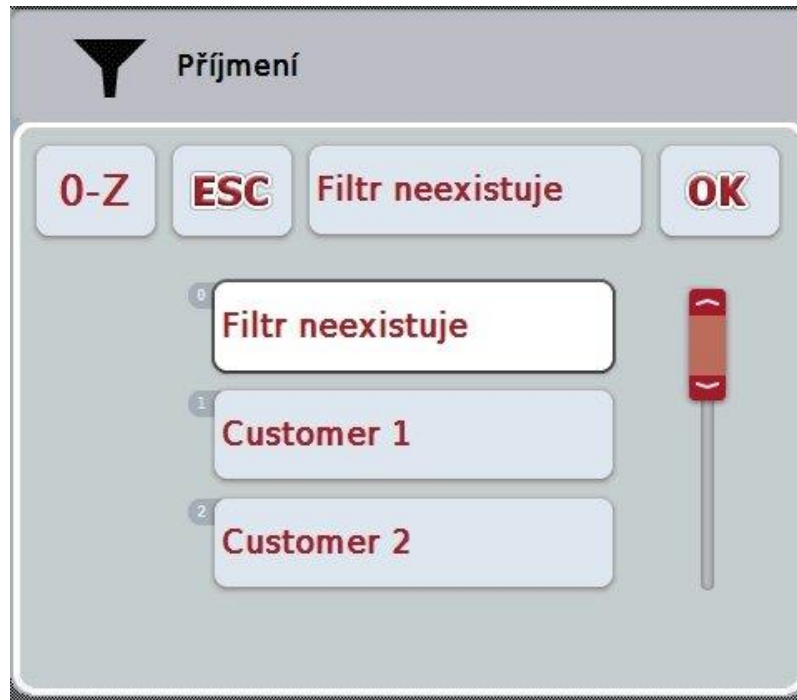 Příjmení
0-Z
ESC
Filtr neexistuje
OK
0
Filtr neexistuje
1
Customer 1
2
Customer 2